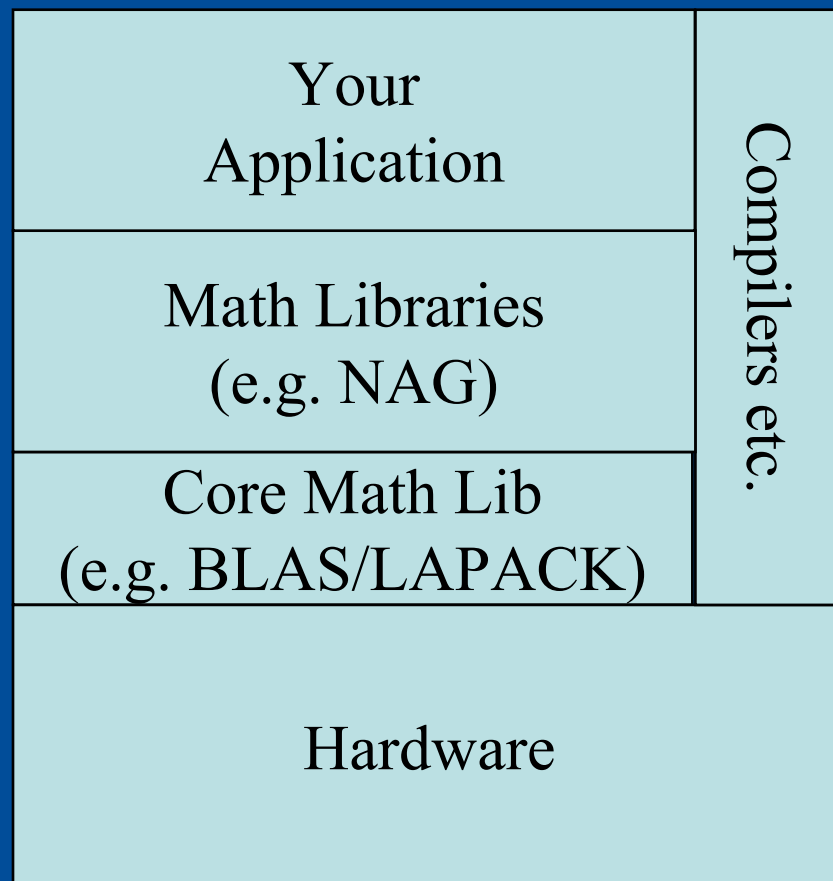 Your
Application
Math Libraries
(e.g. NAG)
Core Math Lib
(e.g. BLAS/LAPACK)
Hardware
Compilers etc.